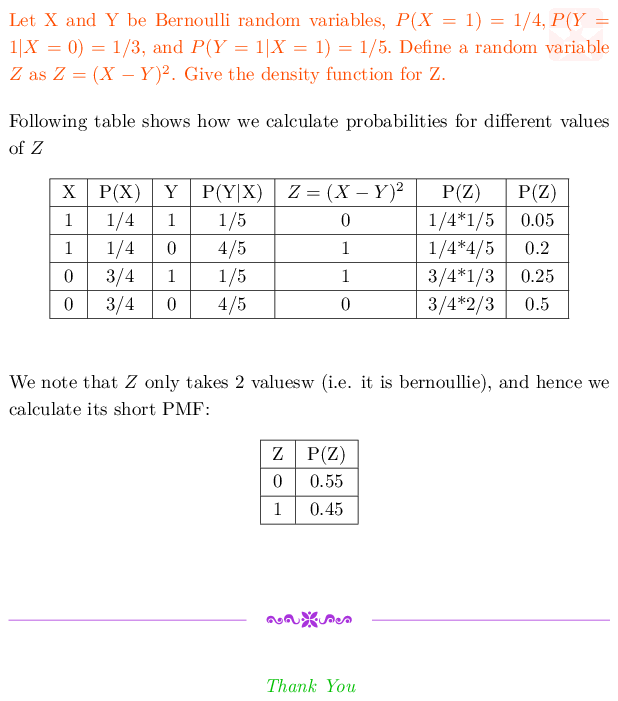 Let X and Y be Bernoulli random variables, P(X = 1) = 1/4, P(Y =
1|X = 0) = 1/3, and P(Y = 1|X = 1) = 1/5. Define a random variable
Z as Z = (X − Y)². Give the density function for Z.
Following table shows how we calculate probabilities for different values
of Z
X P(X) Y P(Y|X) Z = (X − Y)² P(Z) P(Z)
1 1/4 1 1/5 0 1/4*1/5 0.05
1 1/4 0 4/5 1 1/4*4/5 0.2
0 3/4 1 1/5 1 3/4*1/3 0.25
0 3/4 0 4/5 0 3/4*2/3 0.5
We note that Z only takes 2 valuesw (i.e. it is bernoullie), and hence we
calculate its short PMF:
Z P(Z)
0 0.55
1 0.45
Thank You